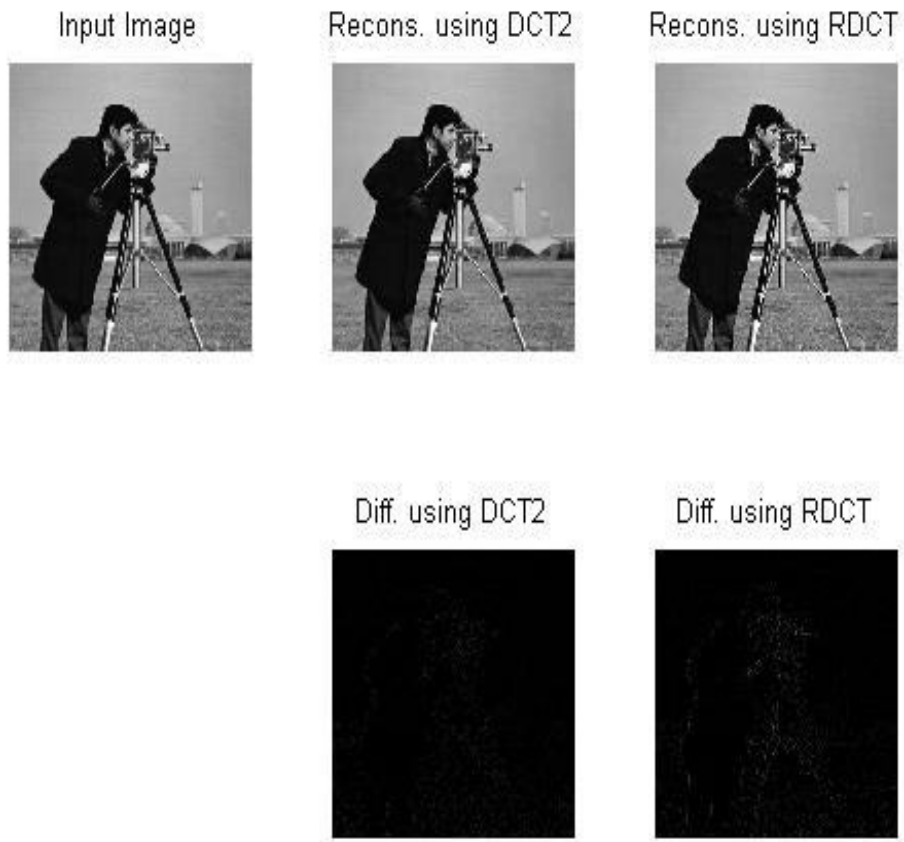 Input Image
Recons. using DCT2
Recons. using RDCT
Diff. using DCT2
Diff. using RDCT